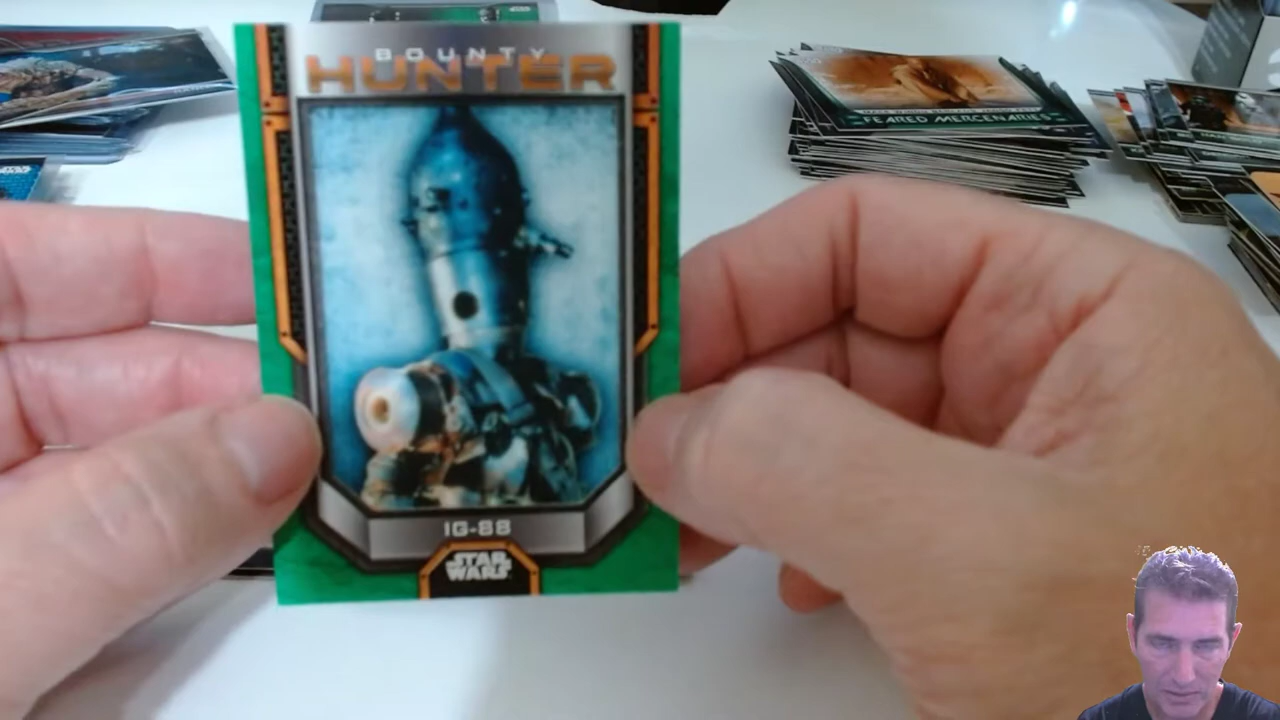 BOUNTY
HUNTER
IG-88
STAR
WARS
FEARED MERCENARIES